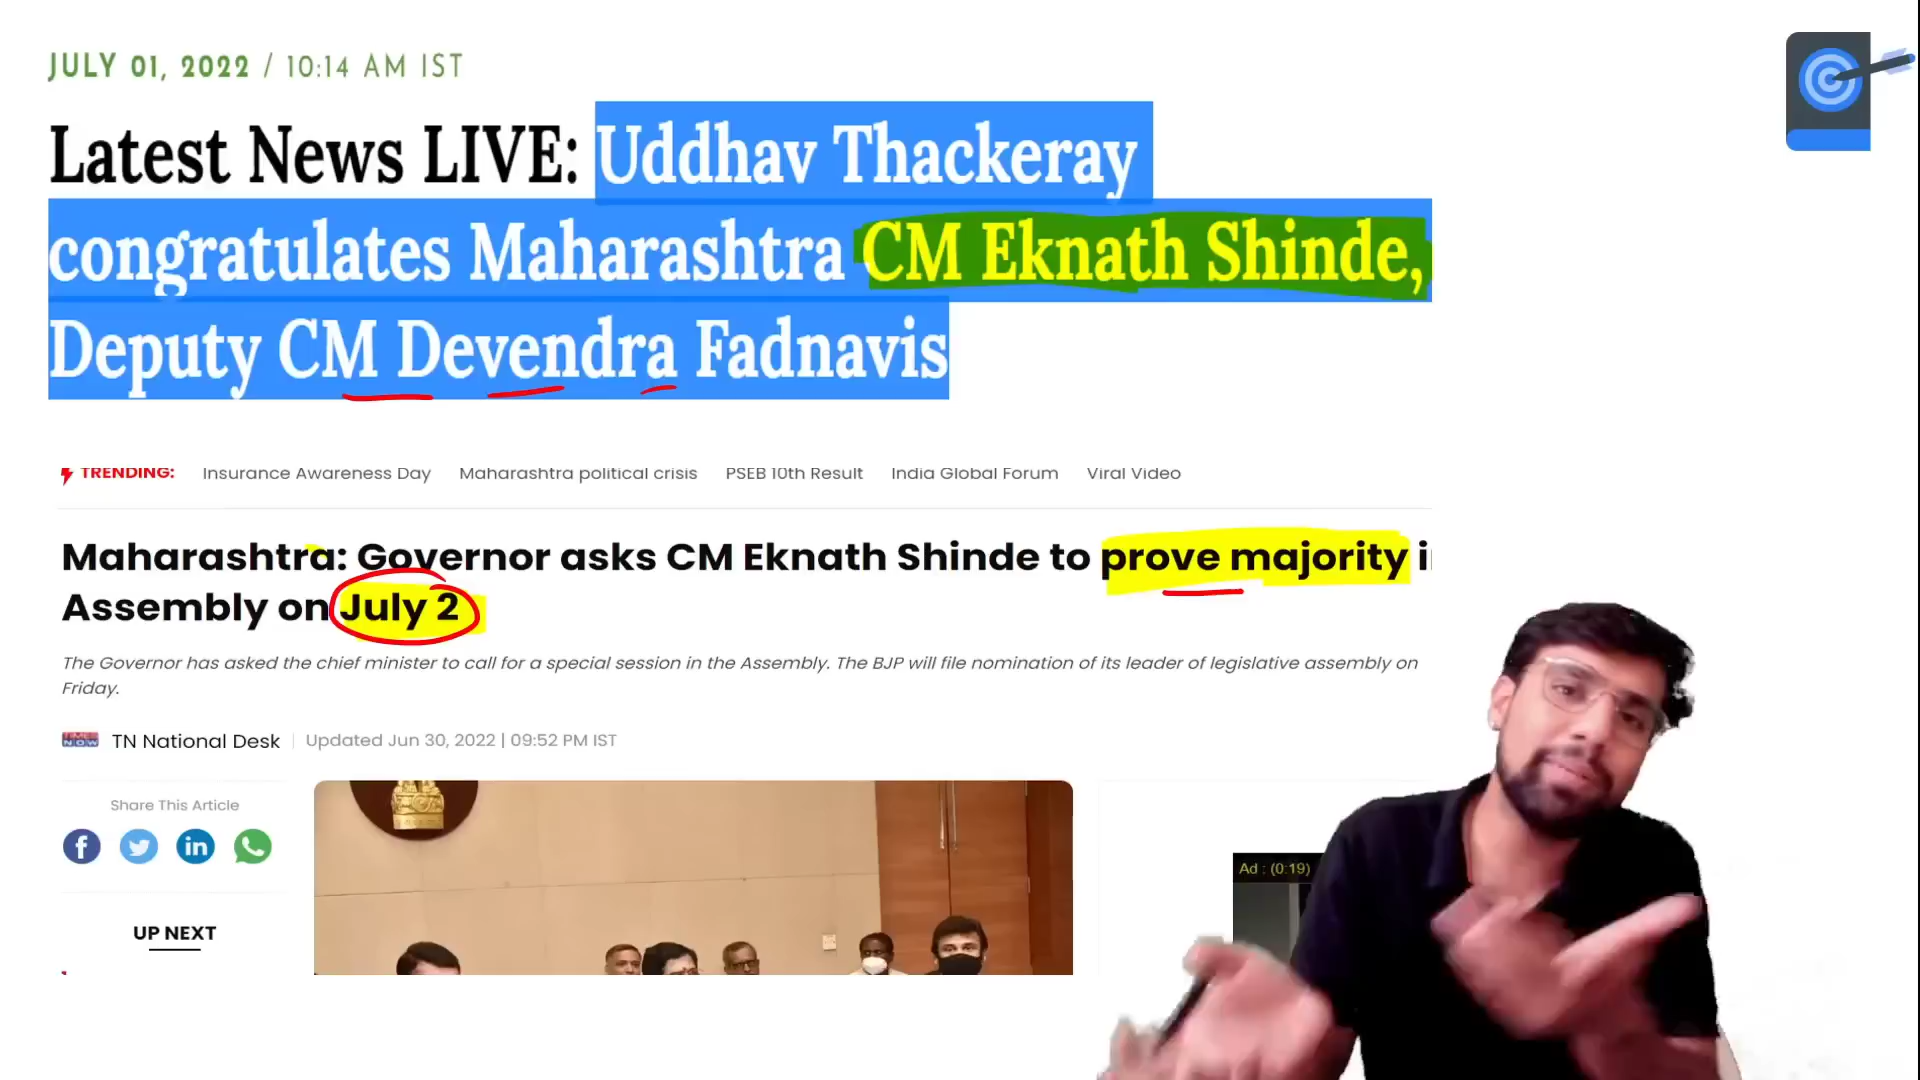 JULY 01, 2022 / 10:14 AM IST
Latest News LIVE: Uddhav Thackeray
congratulates Maharashtra CM Eknath Shinde,
Deputy CM Devendra Fadnavis
TRENDING: Insurance Awareness Day Maharashtra political crisis PSEB 10th Result India Global Forum Viral Video
Maharashtra: Governor asks CM Eknath Shinde to prove majority i
Assembly on July 2
The Governor has asked the chief minister to call for a special session in the Assembly. The BJP will file nomination of its leader of legislative assembly on
Friday.
TIMES NOW TN National Desk | Updated Jun 30, 2022 | 09:52 PM IST
Share This Article
Ad : (0:19)
UP NEXT